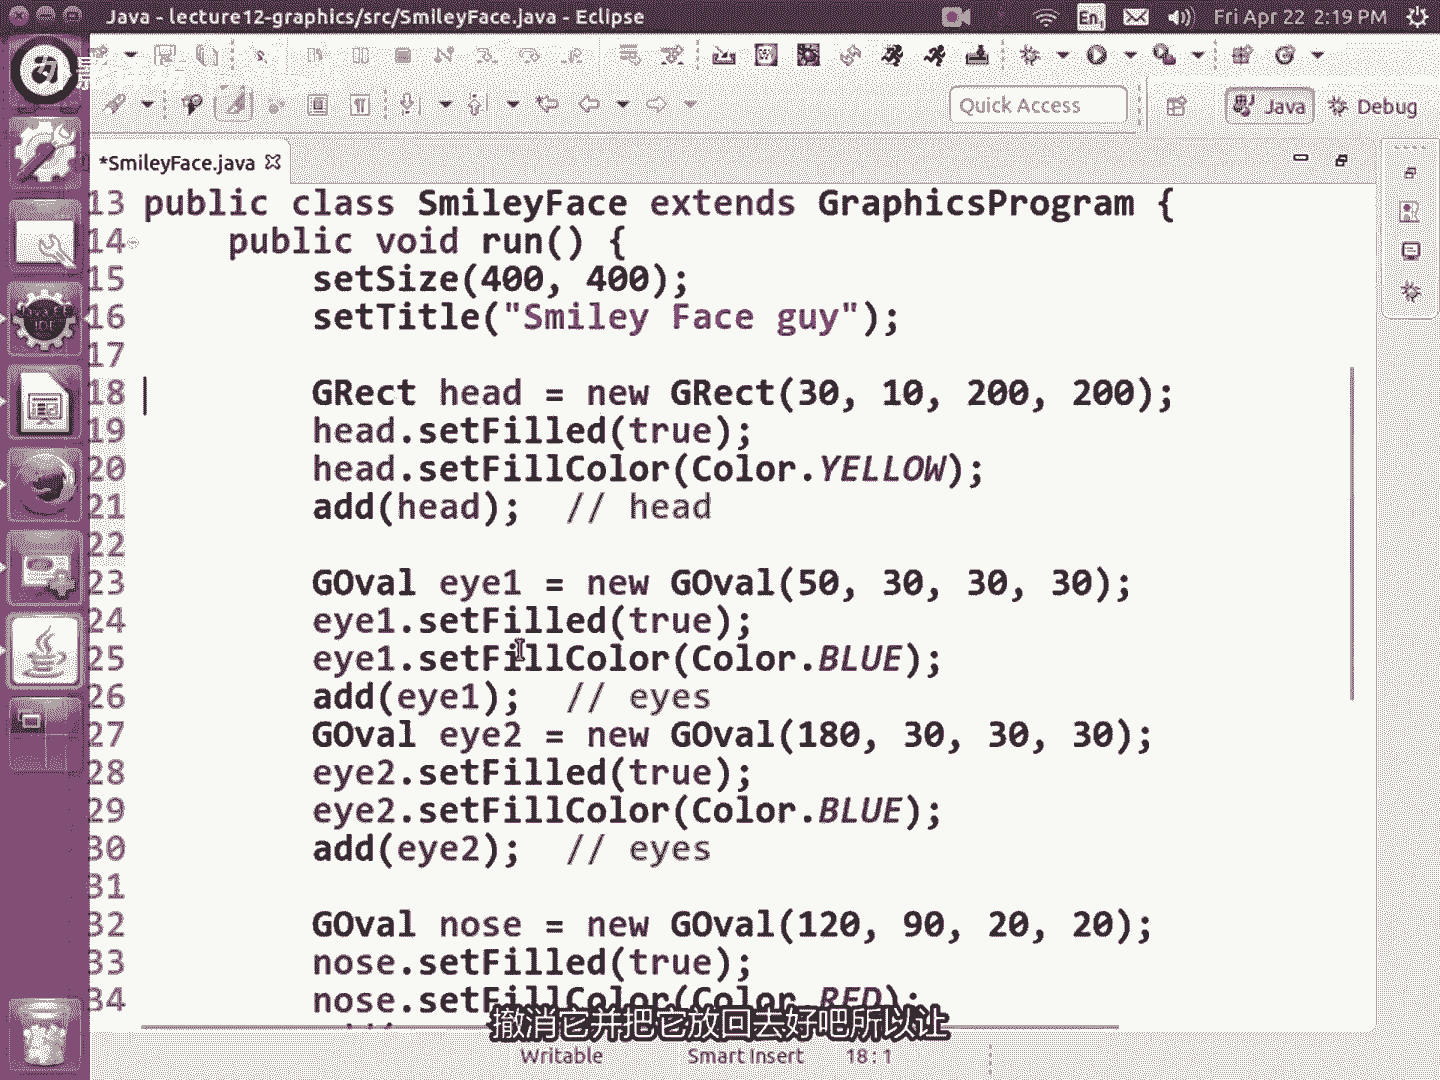 Java - lecture12-graphics/src/SmileyFace.java - Eclipse
En
Fri Apr 22 2:19 PM
Quick Access
Java
Debug
*SmileyFace.java
13 public class SmileyFace extends GraphicsProgram {
14 public void run() {
15 setSize(400, 400);
16 setTitle("Smiley Face guy");
17
18 GRect head = new GRect(30, 10, 200, 200);
19 head.setFilled(true);
20 head.setFillColor(Color.YELLOW);
21 add(head); // head
22
23 GOval eye1 = new GOval(50, 30, 30, 30);
24 eye1.setFilled(true);
25 eye1.setFillColor(Color.BLUE);
26 add(eye1); // eyes
27 GOval eye2 = new GOval(180, 30, 30, 30);
28 eye2.setFilled(true);
29 eye2.setFillColor(Color.BLUE);
30 add(eye2); // eyes
31
32 GOval nose = new GOval(120, 90, 20, 20);
33 nose.setFilled(true);
34 nose.setFillColor(Color.RED);
撤消它并把它放回去好吧所以让
Writable
Smart Insert
18 : 1